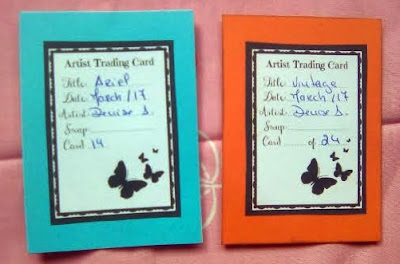 Artist Trading Card
Title: Ariel
Date: March/17
Artist: Denise S.
Swap:
Card 14
Artist Trading Card
Title: Vintage
Date: March/17
Artist: Denise S.
Swap:
Card ...... of 24